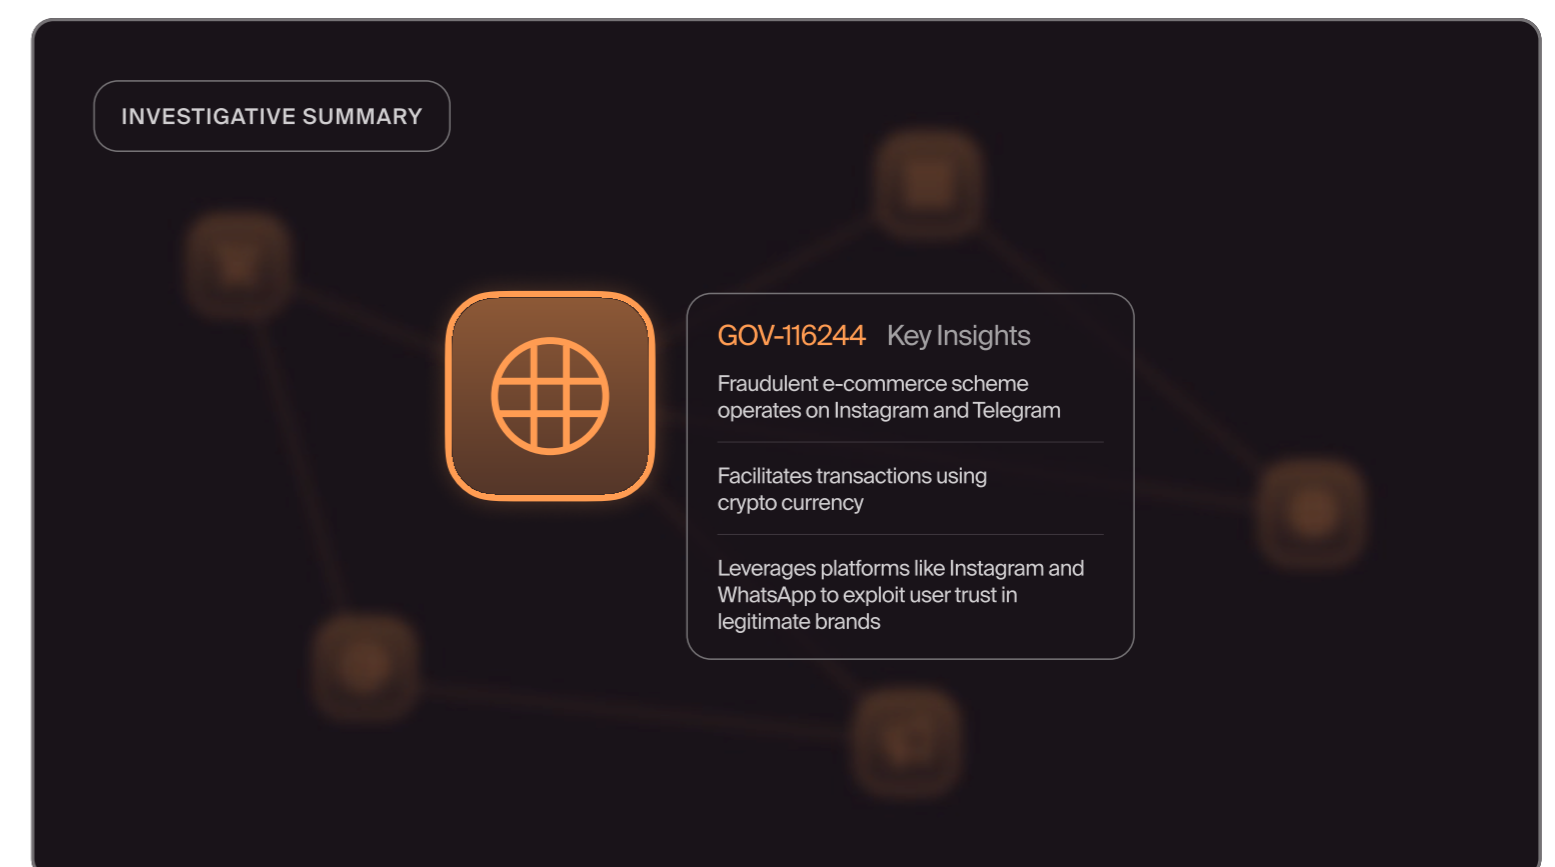 INVESTIGATIVE SUMMARY
GOV-116244 Key Insights
Fraudulent e-commerce scheme
operates on Instagram and Telegram
Facilitates transactions using
crypto currency
Leverages platforms like Instagram and
WhatsApp to exploit user trust in
legitimate brands